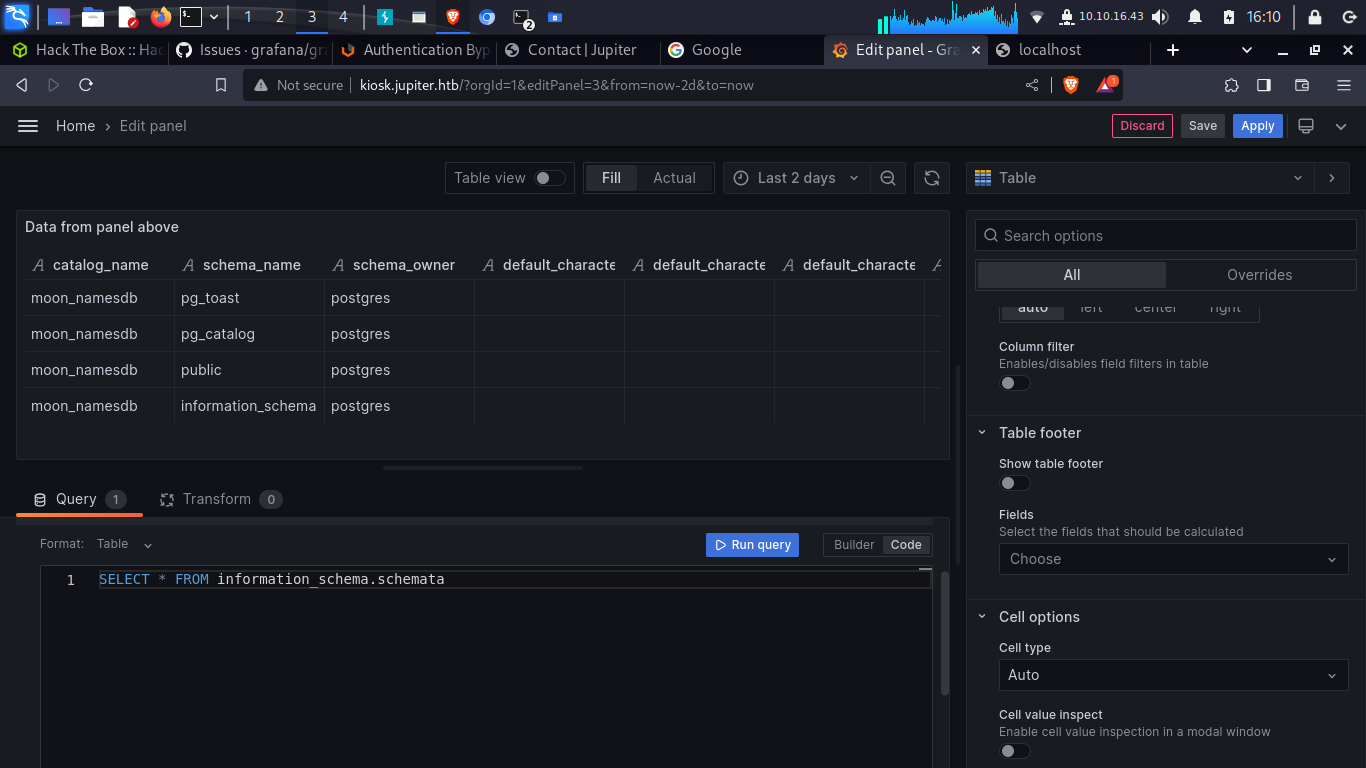 1 2 3 4 2 10.10.16.43 16:10
Hack The Box :: Hac Issues · grafana/gra Authentication Byp Contact | Jupiter Google Edit panel - Gra localhost
Not secure kiosk.jupiter.htb/?orgId=1&editPanel=3&from=now-2d&to=now 1
Home › Edit panel Discard Save Apply
Table view Fill Actual Last 2 days Table
Data from panel above
Search options
catalog_name schema_name schema_owner default_characte default_characte default_characte
All Overrides
moon_namesdb pg_toast postgres
auto left center right
moon_namesdb pg_catalog postgres
Column filter
Enables/disables field filters in table
moon_namesdb public postgres
moon_namesdb information_schema postgres
Table footer
Show table footer
Query 1 Transform 0
Fields
Select the fields that should be calculated
Format: Table Run query Builder Code
Choose
1 SELECT * FROM information_schema.schemata
Cell options
Cell type
Auto
Cell value inspect
Enable cell value inspection in a modal window